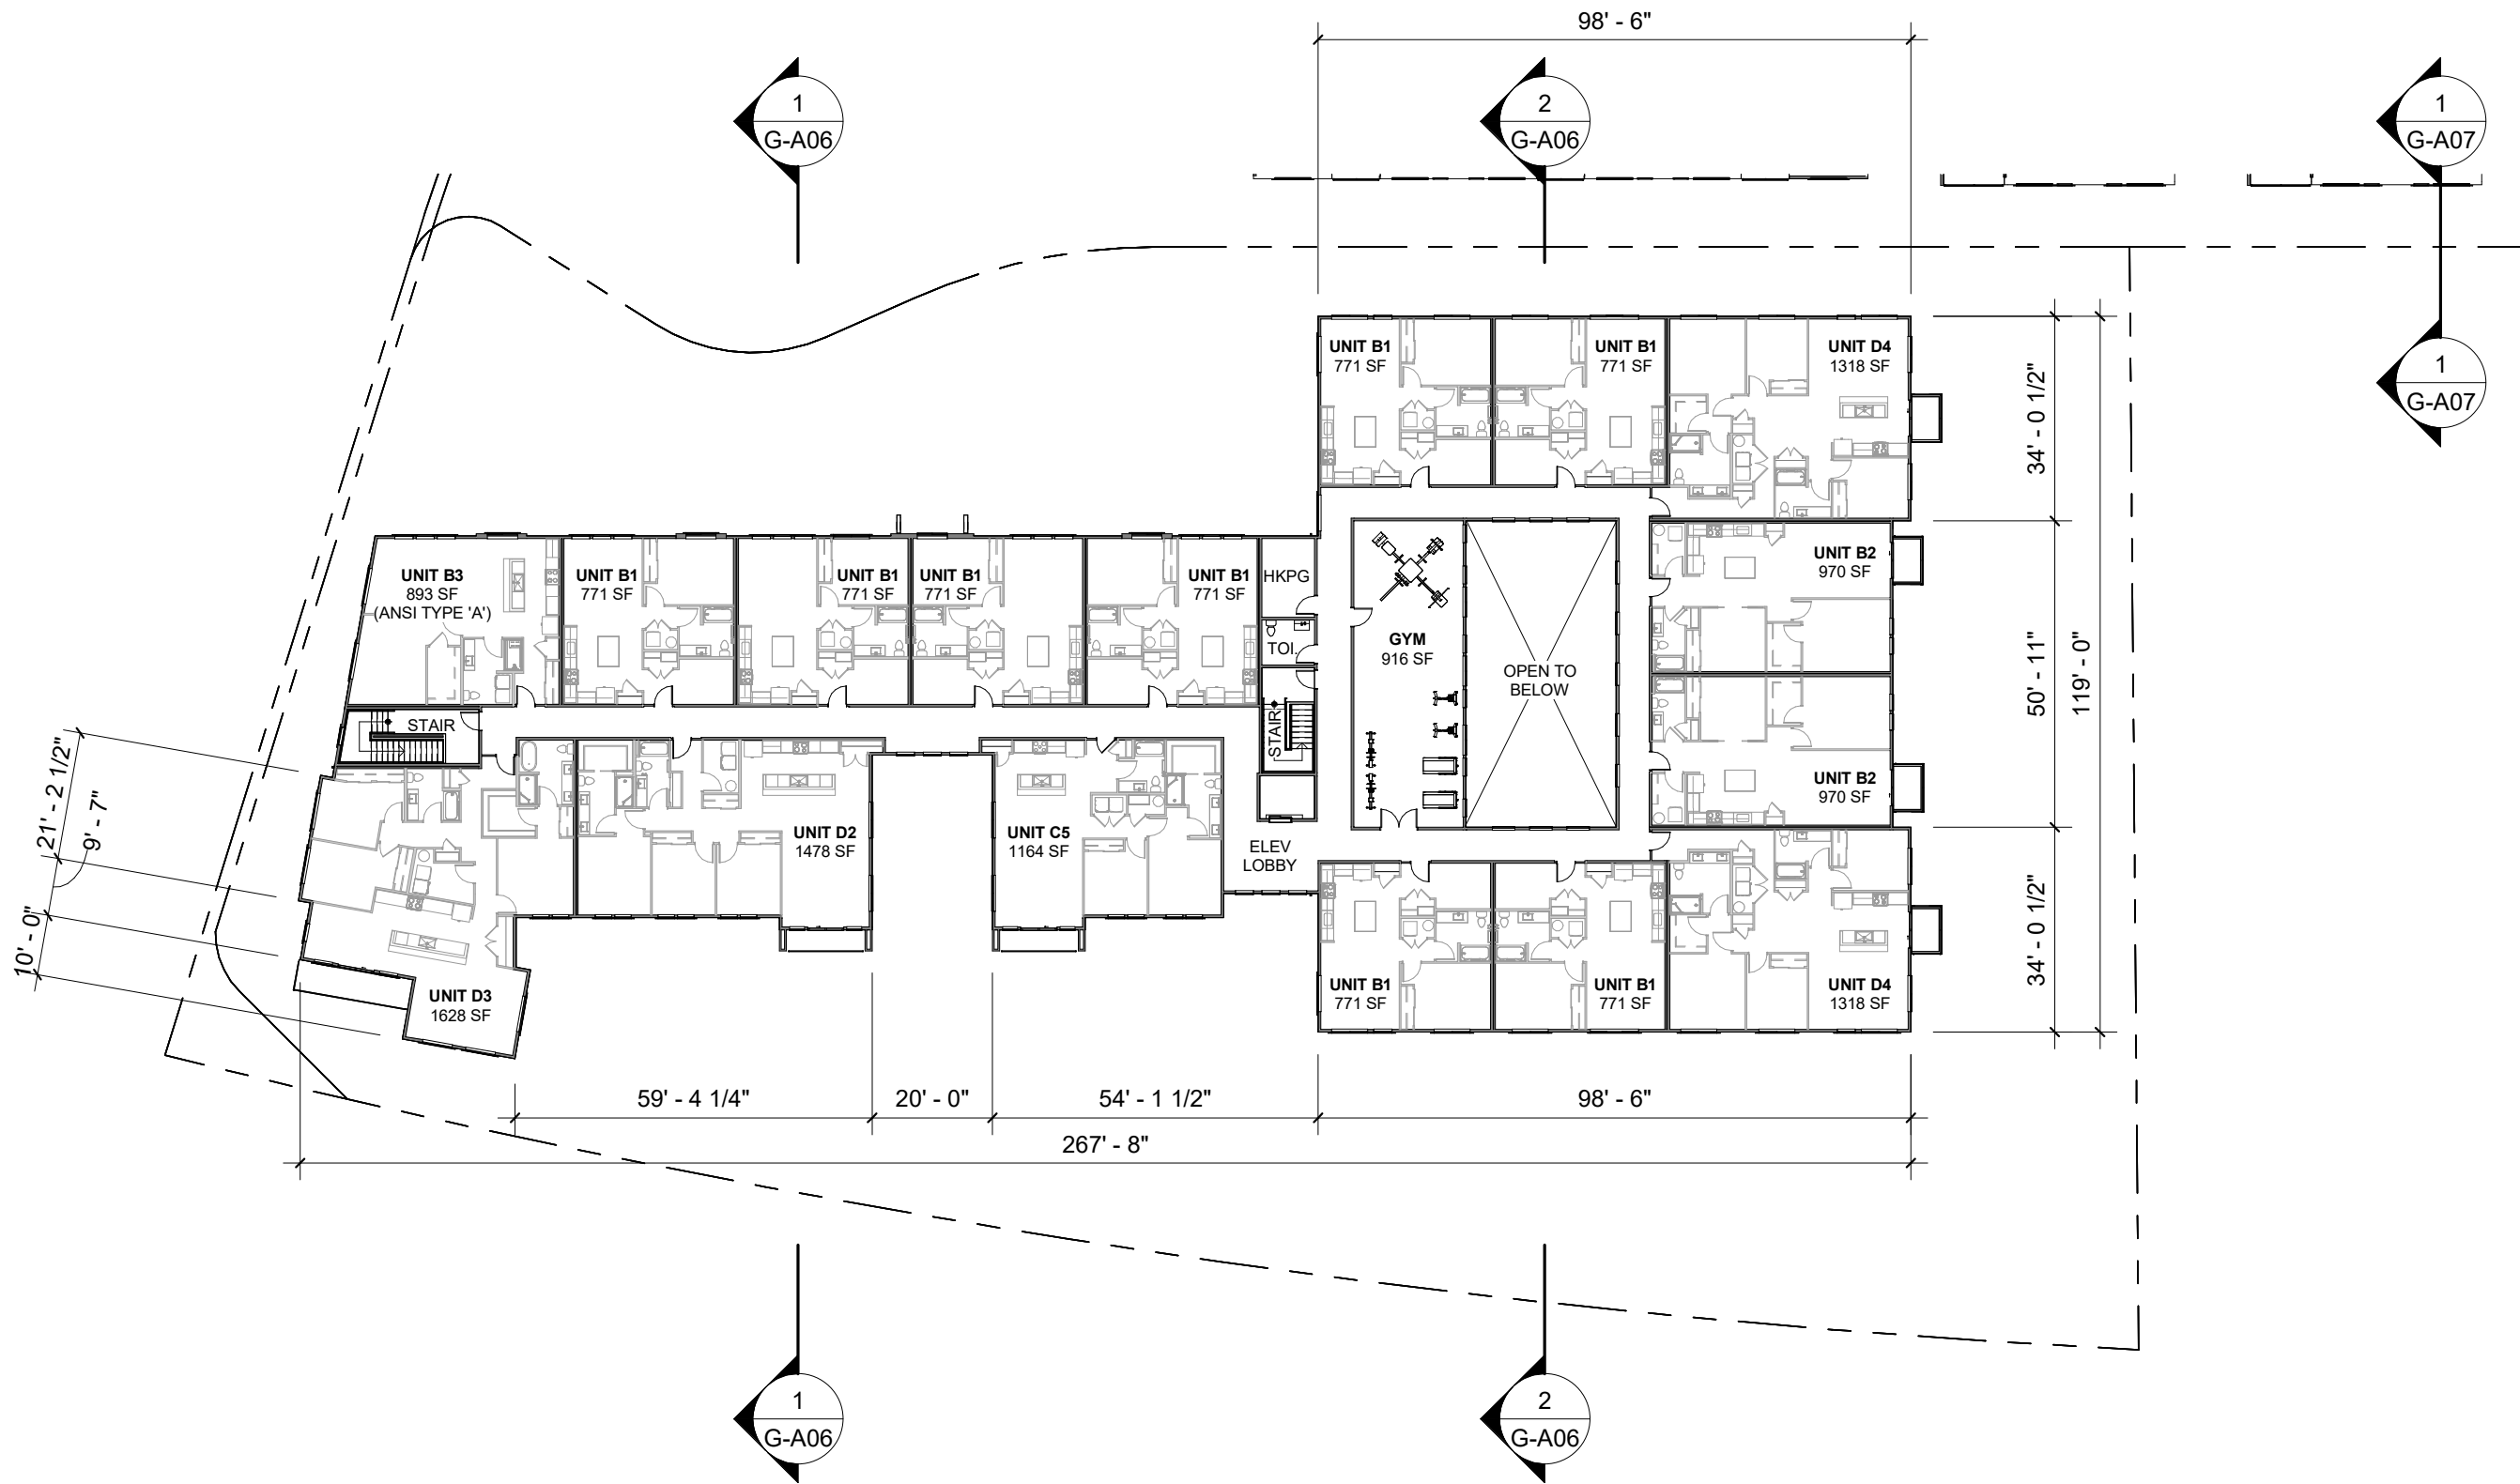 98' - 6"
1
G-A06
2
G-A06
1
G-A07
1
G-A07
UNIT B1
771 SF
UNIT B1
771 SF
UNIT D4
1318 SF
34' - 0 1/2"
50' - 11"
119' - 0"
34' - 0 1/2"
UNIT B3
893 SF
(ANSI TYPE 'A')
UNIT B1
771 SF
UNIT B1
771 SF
UNIT B1
771 SF
UNIT B1
771 SF
HKPG
TOI.
GYM
916 SF
OPEN TO
BELOW
UNIT B2
970 SF
UNIT B2
970 SF
STAIR
STAIR
21' - 2 1/2"
9' - 7"
10' - 0"
UNIT D2
1478 SF
UNIT C5
1164 SF
ELEV
LOBBY
UNIT D3
1628 SF
UNIT B1
771 SF
UNIT B1
771 SF
UNIT D4
1318 SF
59' - 4 1/4"
20' - 0"
54' - 1 1/2"
98' - 6"
267' - 8"
1
G-A06
2
G-A06